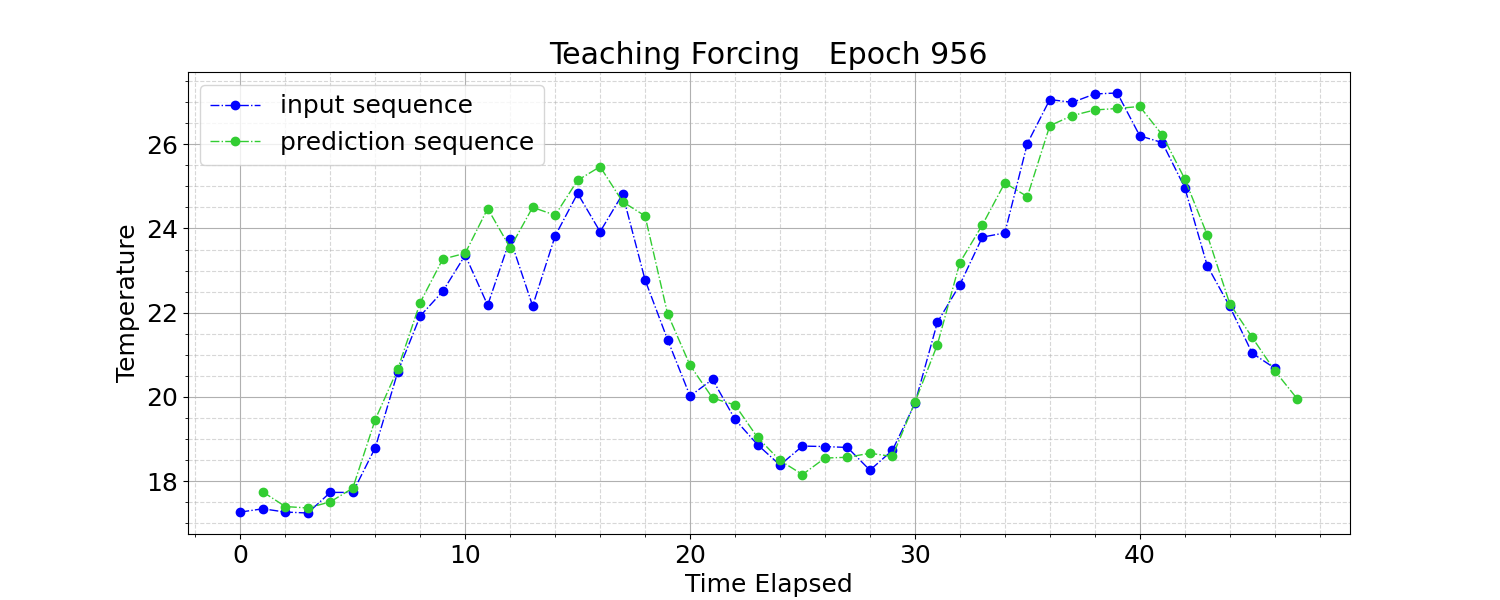 Teaching Forcing   Epoch 956
input sequence
prediction sequence
Temperature
26
24
22
20
18
0 10 20 30 40
Time Elapsed